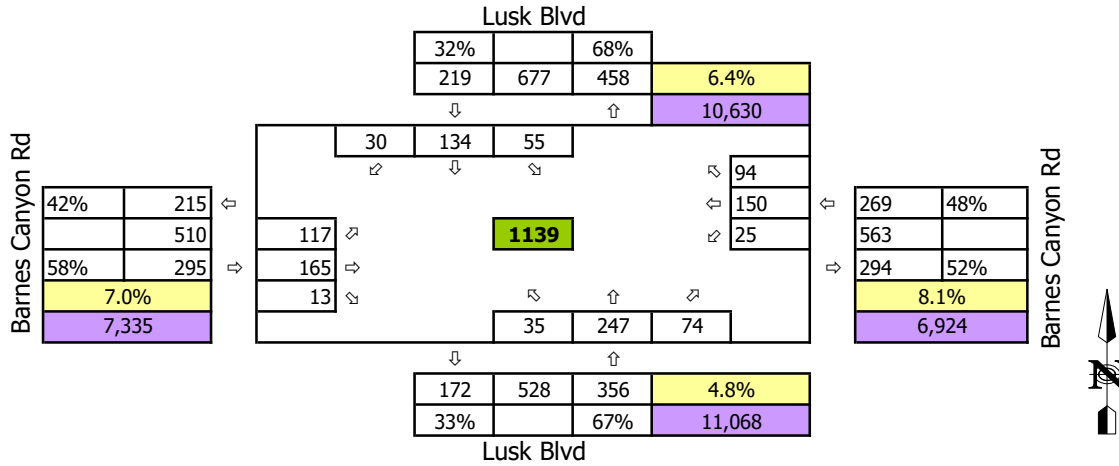 Lusk Blvd
32% 68%
219 677 458 6.4%
⇩ ⇧ 10,630
30 134 55
⬃ ⇩ ⬂
⬁ 94
42% 215 ⇦
⇦ 150 ⇦ 269 48%
510
117 ⬀
1139
⬃ 25
563
58% 295 ⇨
165 ⇨
⇨ 294 52%
7.0%
13 ⬂
⬁ ⇧ ⬀
8.1%
7,335
35 247 74
6,924
Barnes Canyon Rd
Barnes Canyon Rd
⇩ ⇧
172 528 356 4.8%
33% 67% 11,068
Lusk Blvd
N